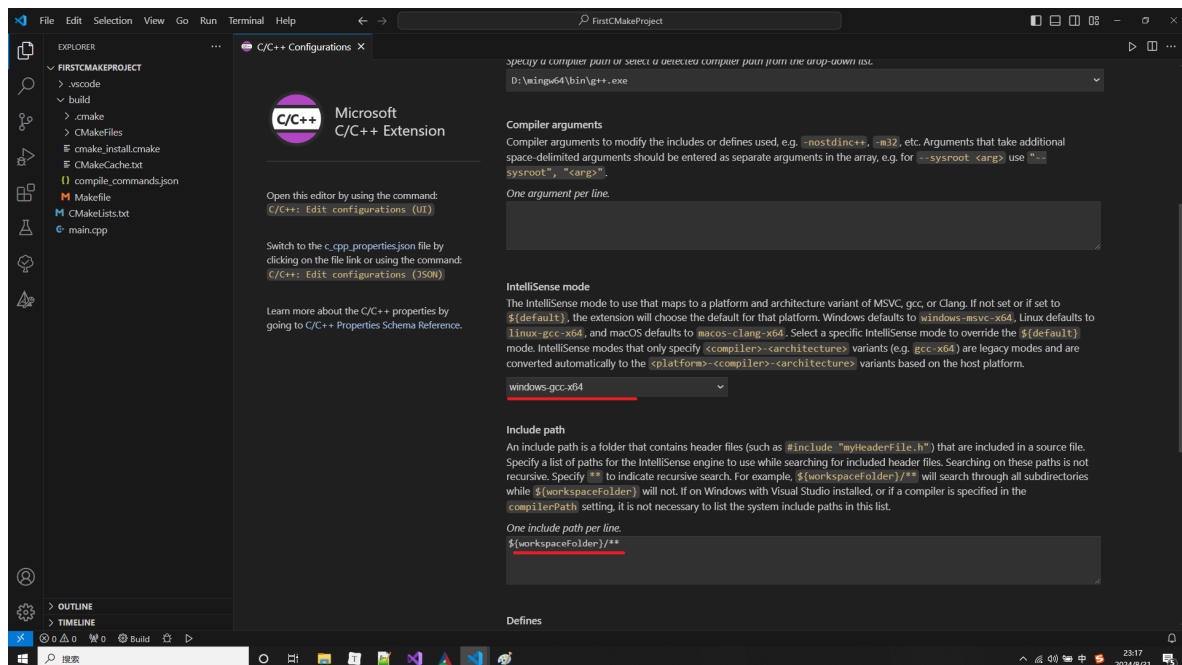 File Edit Selection View Go Run Terminal Help
FirstCMakeProject
EXPLORER
C/C++ Configurations
FIRSTCMAKEPROJECT
.vscode
build
.cmake
CMakeFiles
cmake_install.cmake
CMakeCache.txt
compile_commands.json
Makefile
CMakeLists.txt
main.cpp
OUTLINE
TIMELINE
C/C++
Microsoft
C/C++ Extension
Open this editor by using the command:
C/C++: Edit configurations (UI)
Switch to the c_cpp_properties.json file by
clicking on the file link or using the command:
C/C++: Edit configurations (JSON)
Learn more about the C/C++ properties by
going to C/C++ Properties Schema Reference.
Specify a compiler path or select a detected compiler path from the drop-down list.
D:\mingw64\bin\g++.exe
Compiler arguments
Compiler arguments to modify the includes or defines used, e.g. -nostdinc++, -m32, etc. Arguments that take additional
space-delimited arguments should be entered as separate arguments in the array, e.g. for --sysroot <arg> use "--
sysroot", "<arg>".
One argument per line.
IntelliSense mode
The IntelliSense mode to use that maps to a platform and architecture variant of MSVC, gcc, or Clang. If not set or if set to
${default}, the extension will choose the default for that platform. Windows defaults to windows-msvc-x64, Linux defaults to
linux-gcc-x64, and macOS defaults to macos-clang-x64. Select a specific IntelliSense mode to override the ${default}
mode. IntelliSense modes that only specify <compiler>-<architecture> variants (e.g. gcc-x64) are legacy modes and are
converted automatically to the <platform>-<compiler>-<architecture> variants based on the host platform.
windows-gcc-x64
Include path
An include path is a folder that contains header files (such as #include "myHeaderFile.h") that are included in a source file.
Specify a list of paths for the IntelliSense engine to use while searching for included header files. Searching on these paths is not
recursive. Specify ** to indicate recursive search. For example, ${workspaceFolder}/** will search through all subdirectories
while ${workspaceFolder} will not. If on Windows with Visual Studio installed, or if a compiler is specified in the
compilerPath setting, it is not necessary to list the system include paths in this list.
One include path per line.
${workspaceFolder}/**
Defines
0 0 0 Build
搜索
中
23:17
2024/8/31